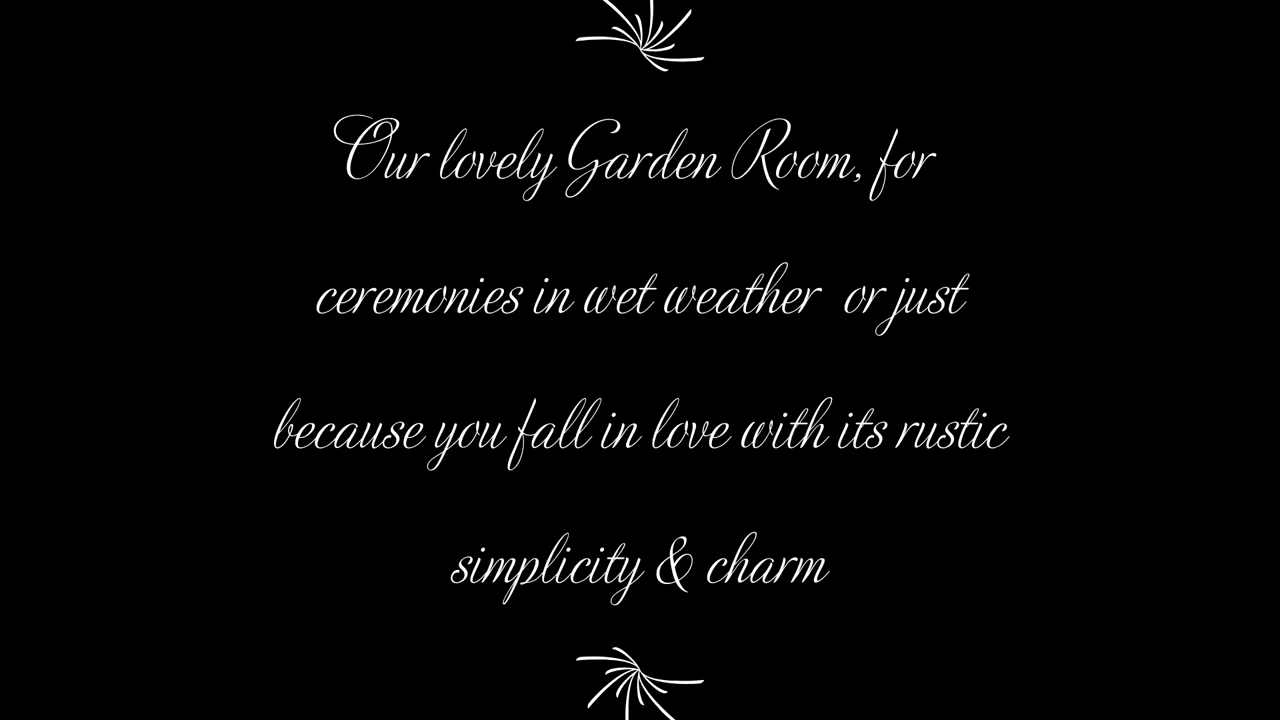 Our lovely Garden Room, for
ceremonies in wet weather  or just
because you fall in love with its rustic
simplicity & charm